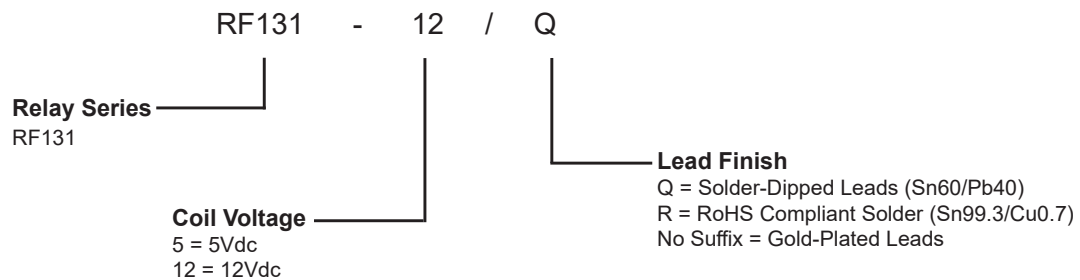 RF131 - 12 / Q
Relay Series
RF131
Lead Finish
Q = Solder-Dipped Leads (Sn60/Pb40)
R = RoHS Compliant Solder (Sn99.3/Cu0.7)
No Suffix = Gold-Plated Leads
Coil Voltage
5 = 5Vdc
12 = 12Vdc